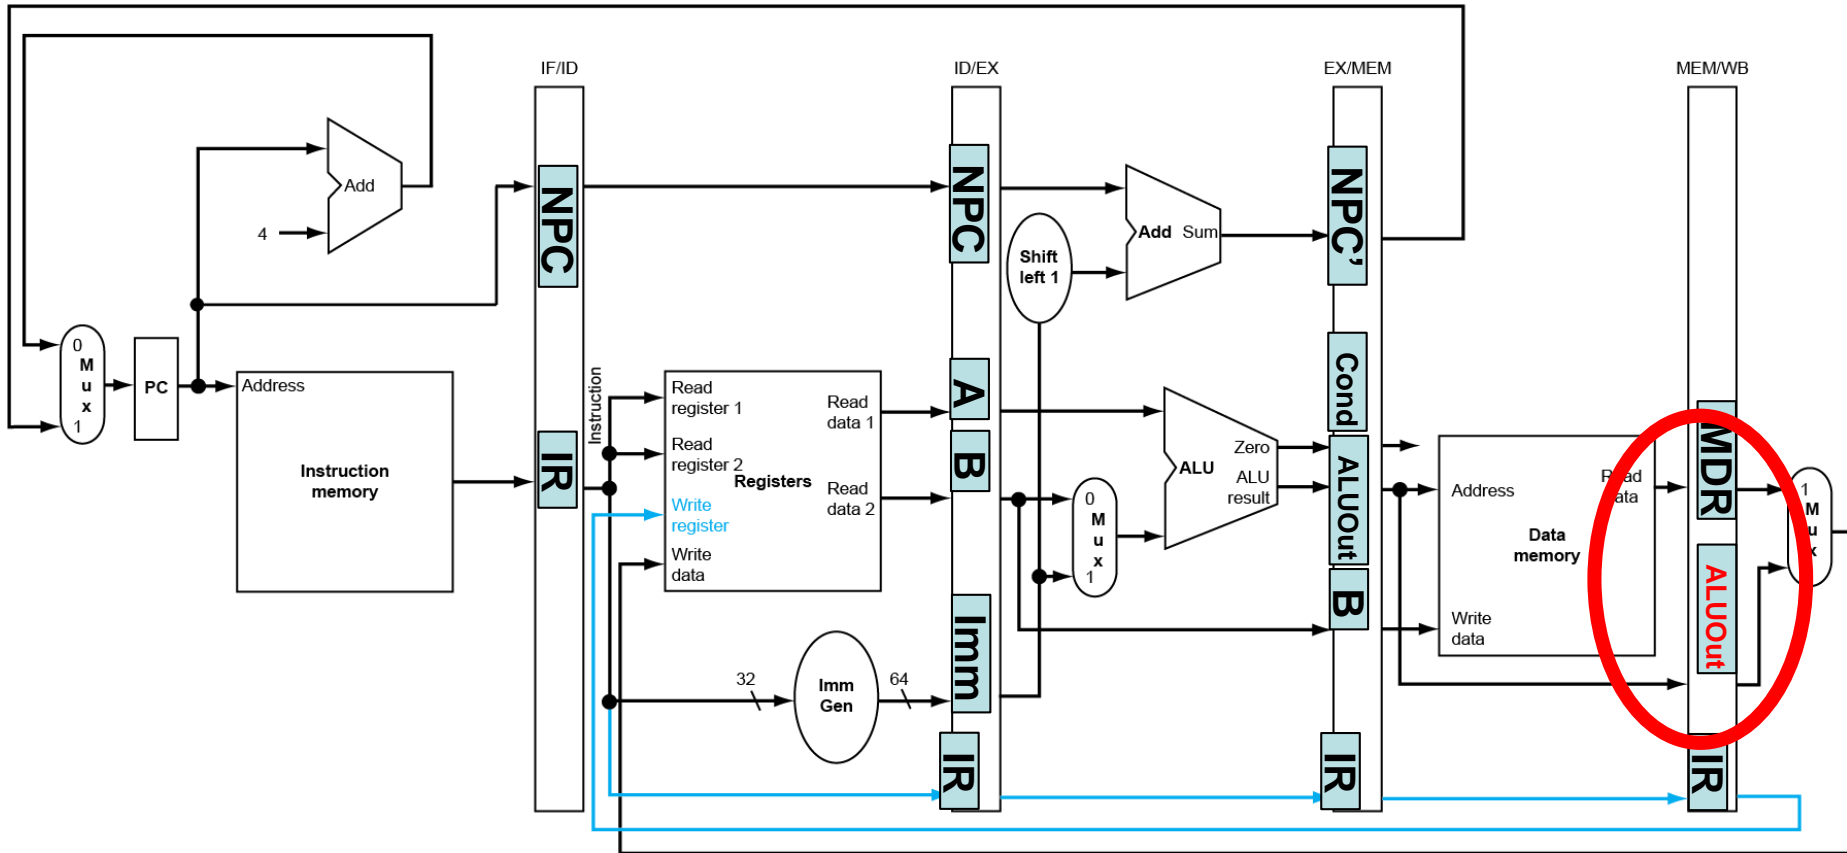 IF/ID
ID/EX
EX/MEM
MEM/WB
Add
4
NPC
NPC
Add Sum
Shift
left 1
NPC'
0
M
u
x
1
PC
Address
Instruction
memory
IR
Instruction
Read
register 1
Read
register 2
Registers
Write
register
Write
data
Read
data 1
Read
data 2
A
B
0
M
u
x
1
ALU
Zero
ALU
result
Cond
ALUOut
B
Address
Read
data
Data
memory
Write
data
MDR
ALUOut
1
M
u
x
32
Imm
Gen
64
Imm
IR
IR
IR